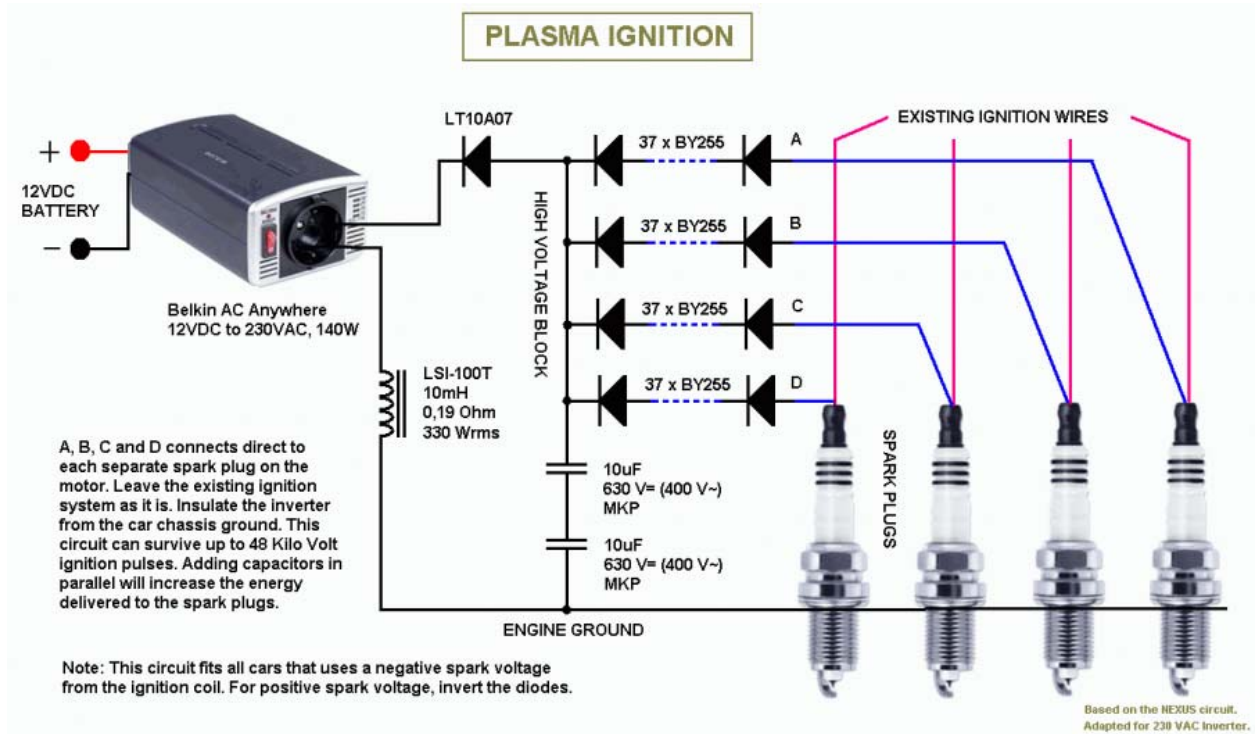 PLASMA IGNITION
LT10A07
EXISTING IGNITION WIRES
37 x BY255
A
+
12VDC
BATTERY
-
HIGH VOLTAGE BLOCK
37 x BY255
B
Belkin AC Anywhere
12VDC to 230VAC, 140W
37 x BY255
C
LSI-100T
10mH
0,19 Ohm
330 Wrms
37 x BY255
D
A, B, C and D connects direct to
each separate spark plug on the
motor. Leave the existing ignition
system as it is. Insulate the inverter
from the car chassis ground. This
circuit can survive up to 48 Kilo Volt
ignition pulses. Adding capacitors in
parallel will increase the energy
delivered to the spark plugs.
10uF
630 V= (400 V~)
MKP
SPARK PLUGS
10uF
630 V= (400 V~)
MKP
ENGINE GROUND
Note: This circuit fits all cars that uses a negative spark voltage
from the ignition coil. For positive spark voltage, invert the diodes.
Based on the NEXUS circuit.
Adapted for 230 VAC Inverter.